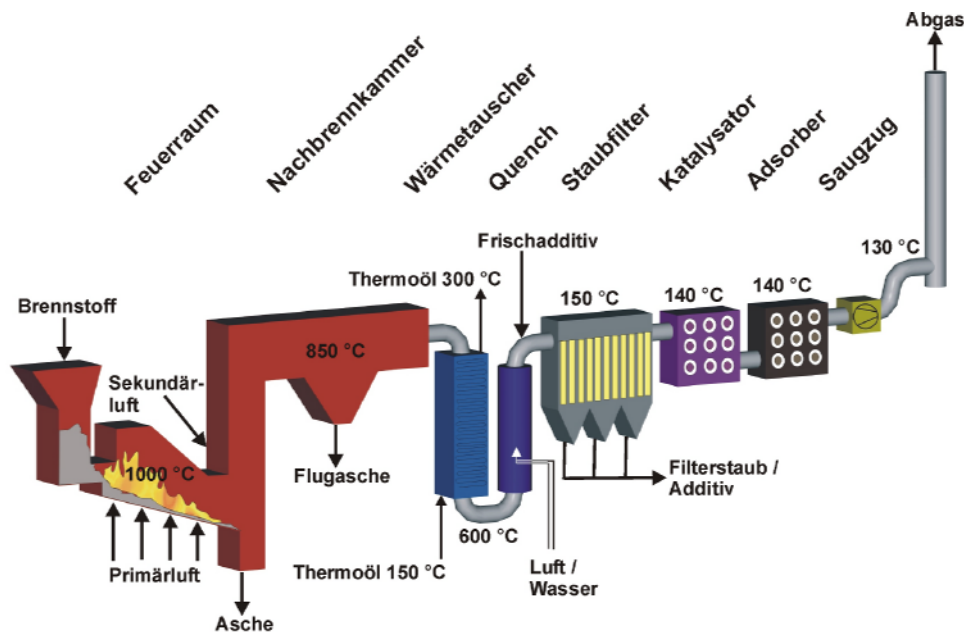 Abgas
Feuerraum
Nachbrennkammer
Wärmetauscher
Quench
Staubfilter
Katalysator
Adsorber
Saugzug
Frischadditiv
130 °C
Thermoöl 300 °C
150 °C
140 °C
140 °C
Brennstoff
850 °C
Sekundär-
luft
1000 °C
Flugasche
Filterstaub /
Additiv
600 °C
Primärluft
Thermoöl 150 °C
Luft /
Wasser
Asche